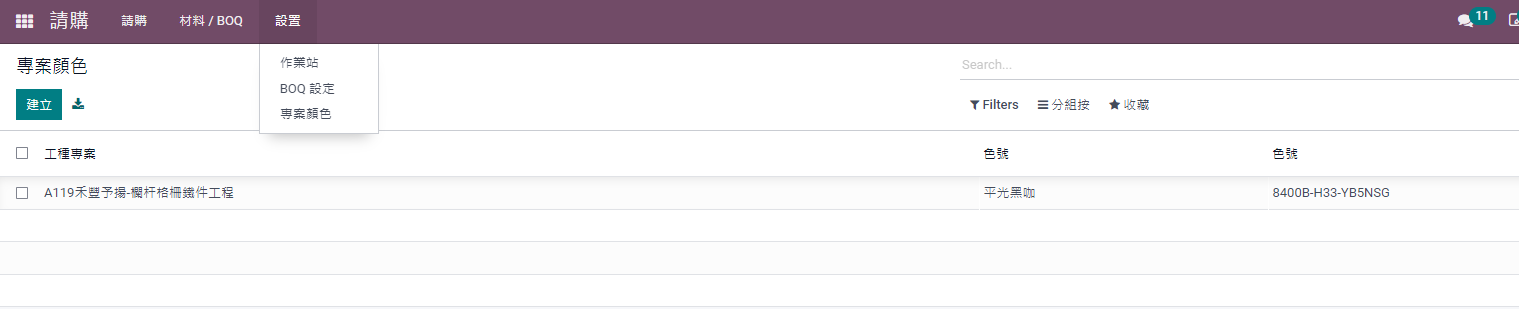 請購 請購 材料 / BOQ 設置 11
專案顏色
Search...
作業站
BOQ 設定
專案顏色
建立
Filters 分組按 收藏
工種專案 色號 色號
A119禾豐予揚-欄杆格柵鐵件工程 平光黑咖 8400B-H33-YB5NSG